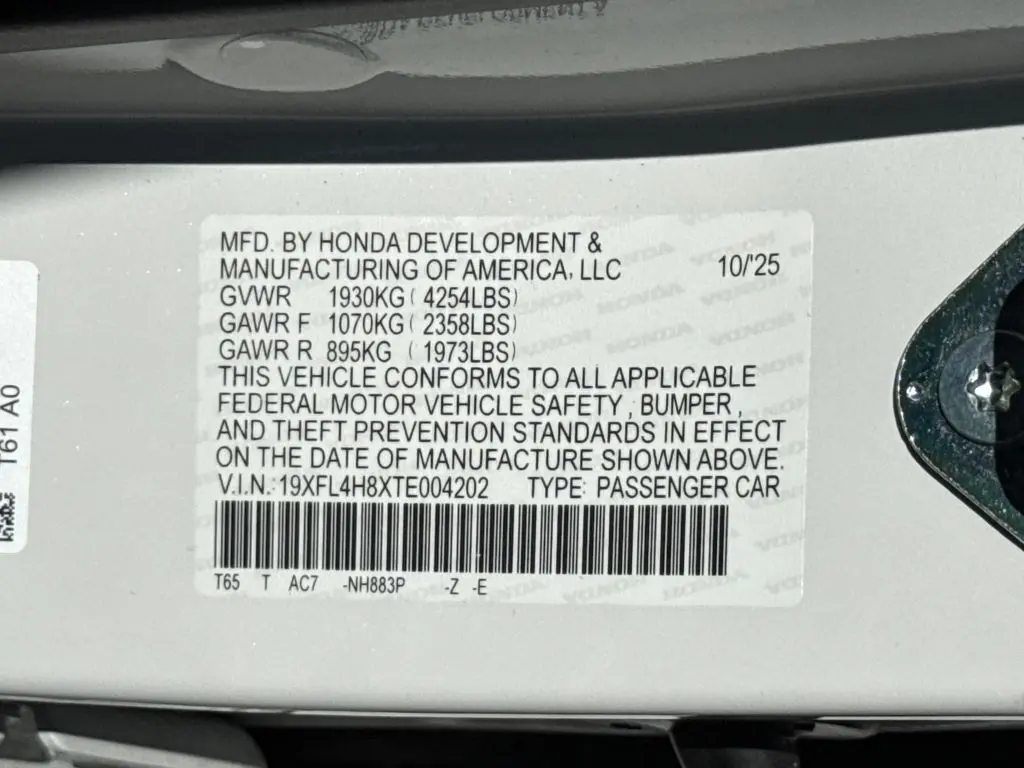 MFD. BY HONDA DEVELOPMENT &
MANUFACTURING OF AMERICA, LLC 10/'25
GVWR 1930KG ( 4254LBS)
GAWR F 1070KG ( 2358LBS)
GAWR R 895KG ( 1973LBS)
THIS VEHICLE CONFORMS TO ALL APPLICABLE
FEDERAL MOTOR VEHICLE SAFETY , BUMPER ,
AND THEFT PREVENTION STANDARDS IN EFFECT
ON THE DATE OF MANUFACTURE SHOWN ABOVE.
V.I.N.: 19XFL4H8XTE004202 TYPE: PASSENGER CAR
T65 T AC7 -NH883P -Z -E
T61 A0